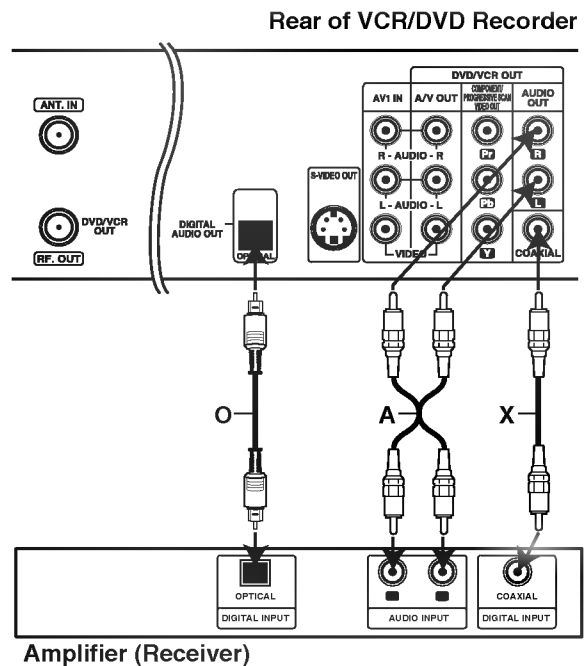 Rear of VCR/DVD Recorder
DVD/VCR OUT
ANT. IN
AV1 IN
A/V OUT
COMPONENT/
PROGRESSIVE SCAN
VIDEO OUT
AUDIO
OUT
R - AUDIO - R
Pr
R
S-VIDEO OUT
L - AUDIO - L
Pb
L
DVD/VCR
OUT
DIGITAL
AUDIO OUT
OPTICAL
VIDEO
Y
COAXIAL
RF. OUT
O
A
X
OPTICAL
DIGITAL INPUT
AUDIO INPUT
COAXIAL
DIGITAL INPUT
Amplifier (Receiver)